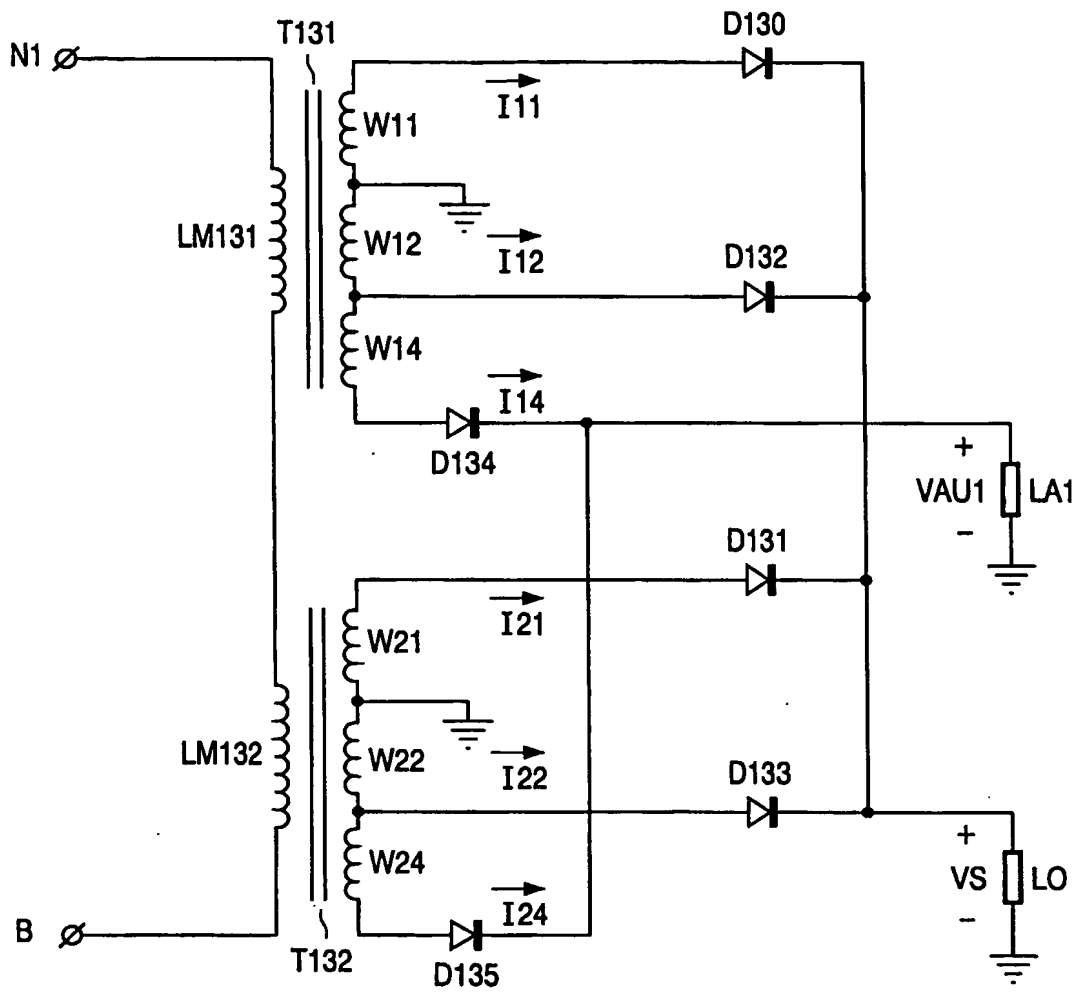 T131
D130
N1
I11
W11
LM131
W12
I12
D132
W14
I14
D134
+
VAU1
LA1
-
D131
I21
W21
LM132
W22
I22
D133
W24
+
VS
LO
-
I24
B
T132
D135